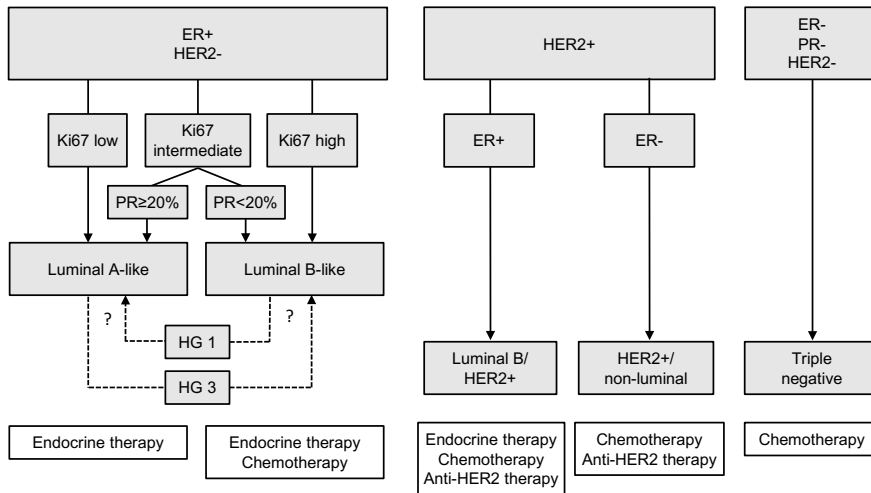 ER+
HER2-
HER2+
ER-
PR-
HER2-
Ki67 low
Ki67
intermediate
Ki67 high
ER+
ER-
PR≥20%
PR<20%
Luminal A-like
Luminal B-like
?
?
HG 1
HG 3
Luminal B/
HER2+
HER2+/
non-luminal
Triple
negative
Endocrine therapy
Endocrine therapy
Chemotherapy
Endocrine therapy
Chemotherapy
Anti-HER2 therapy
Chemotherapy
Anti-HER2 therapy
Chemotherapy